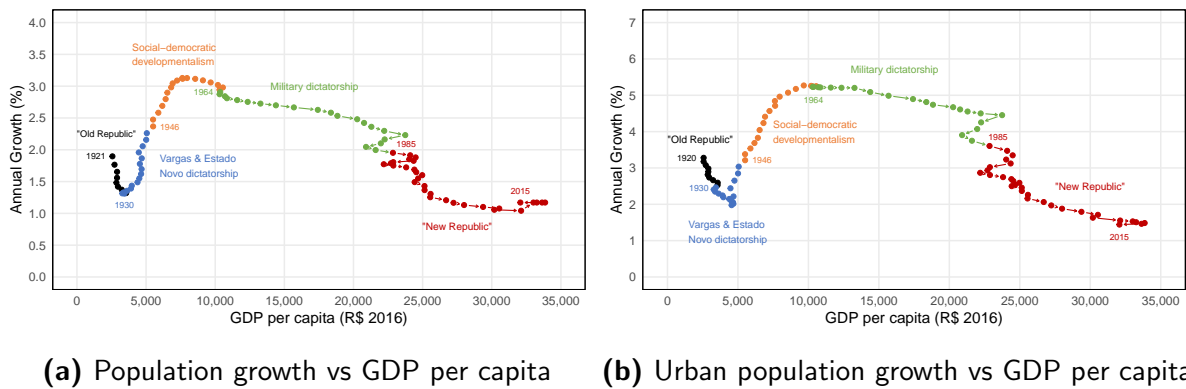 4.0
3.5
3.0
2.5
2.0
1.5
1.0
0.5
0.0
Annual Growth (%)
Social−democratic
developmentalism
Military dictatorship
1964
1946
"Old Republic"
1921
Vargas & Estado
Novo dictatorship
1930
1985
2015
"New Republic"
0
5,000
10,000
15,000
20,000
25,000
30,000
35,000
GDP per capita (R$ 2016)
(a) Population growth vs GDP per capita
7
6
5
4
3
2
1
0
Annual Growth (%)
Military dictatorship
1964
Social−democratic
developmentalism
"Old Republic"
1920
1946
1930
Vargas & Estado
Novo dictatorship
1985
"New Republic"
2015
0
5,000
10,000
15,000
20,000
25,000
30,000
35,000
GDP per capita (R$ 2016)
(b) Urban population growth vs GDP per capita